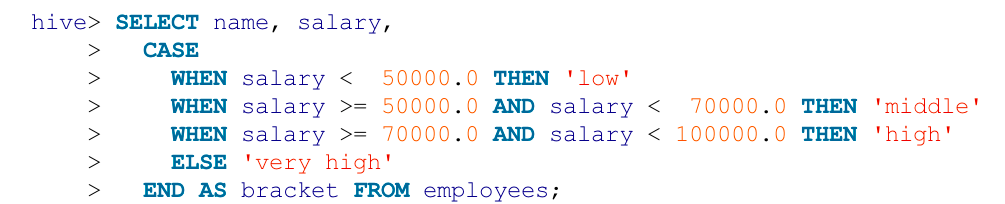 hive> SELECT name, salary,
    >   CASE
    >     WHEN salary <  50000.0 THEN 'low'
    >     WHEN salary >= 50000.0 AND salary <  70000.0 THEN 'middle'
    >     WHEN salary >= 70000.0 AND salary < 100000.0 THEN 'high'
    >     ELSE 'very high'
    >   END AS bracket FROM employees;